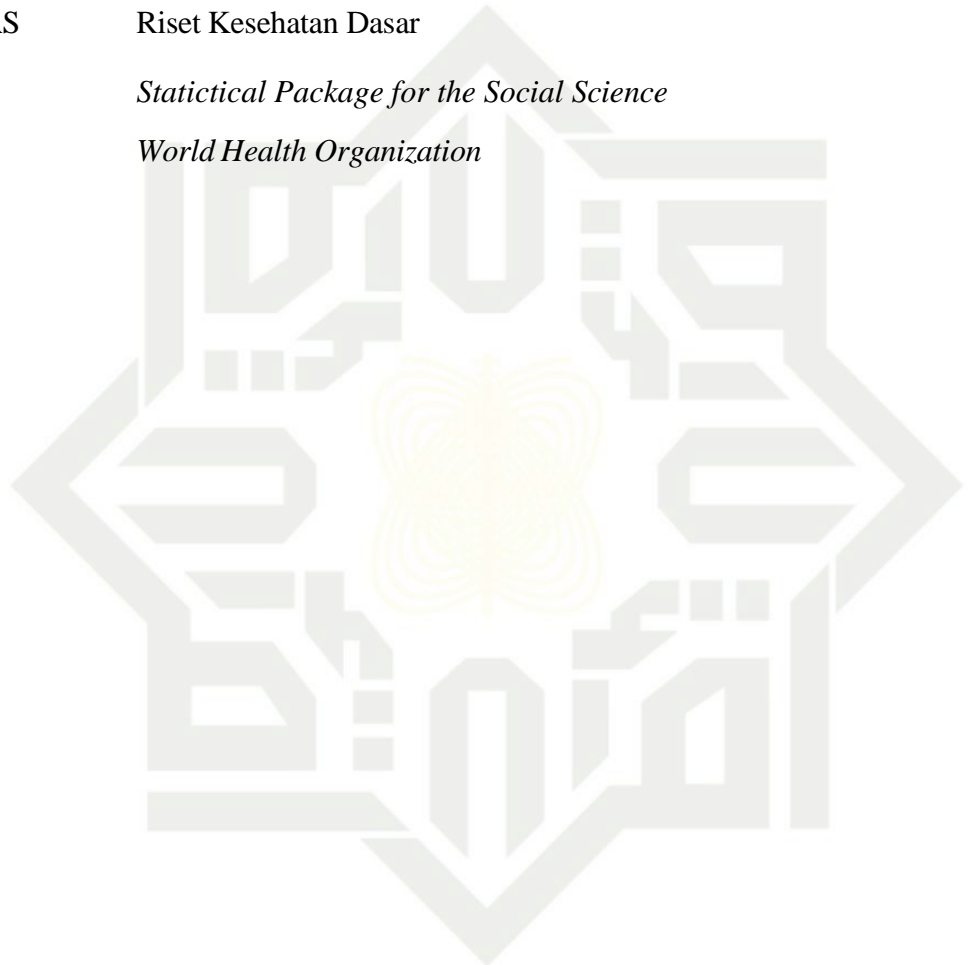 AS Riset Kesehatan Dasar
Statictical Package for the Social Science
World Health Organization